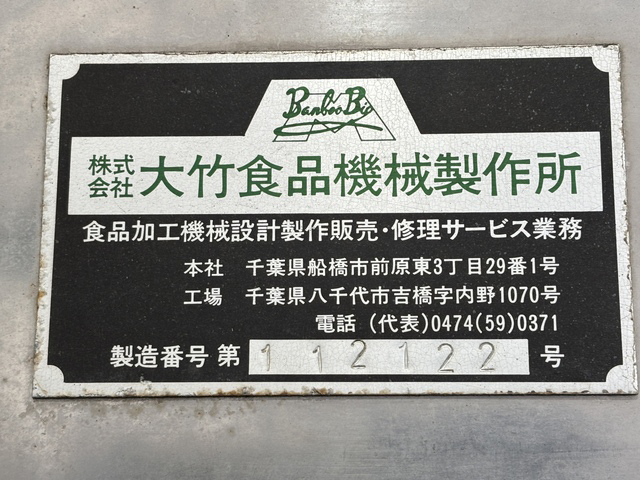 Bamboo Big
株式会社 大竹食品機械製作所
食品加工機械設計製作販売・修理サービス業務
本社 千葉県船橋市前原東3丁目29番1号
工場 千葉県八千代市吉橋字内野1070号
電話 (代表)0474(59)0371
製造番号 第 112122 号